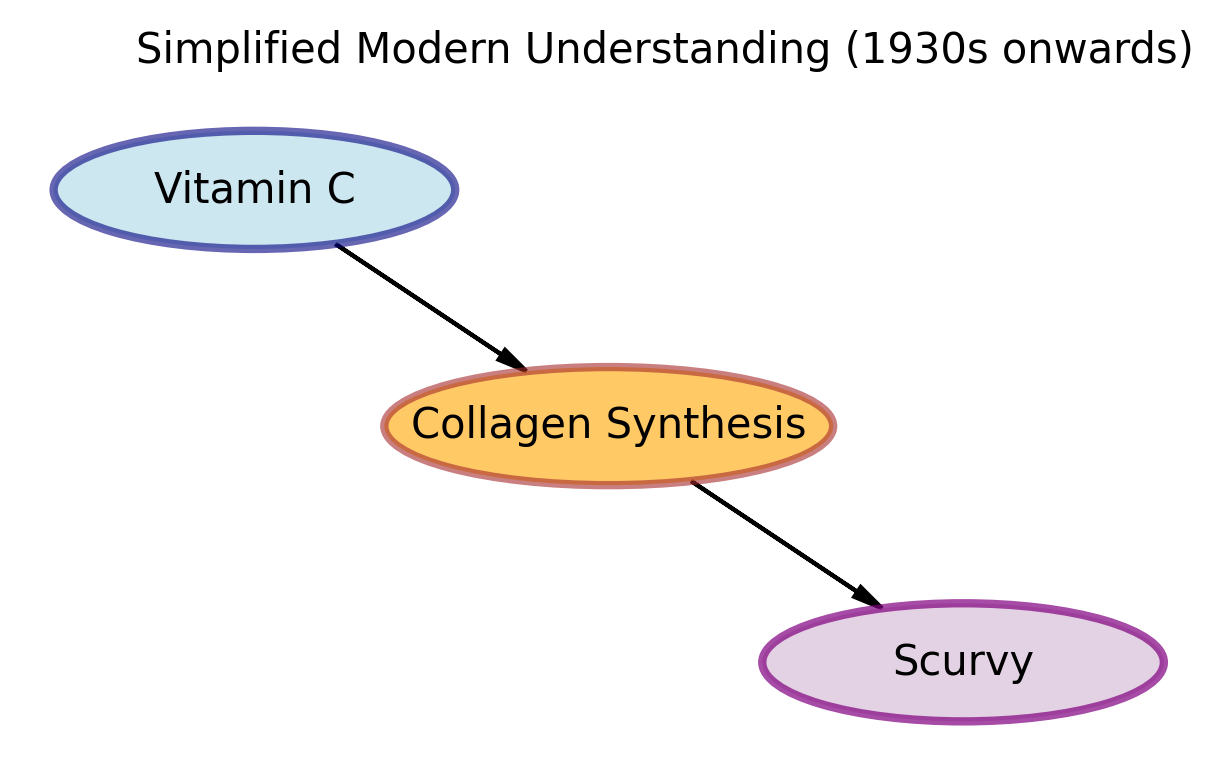 Simplified Modern Understanding (1930s onwards)
Vitamin C
Collagen Synthesis
Scurvy